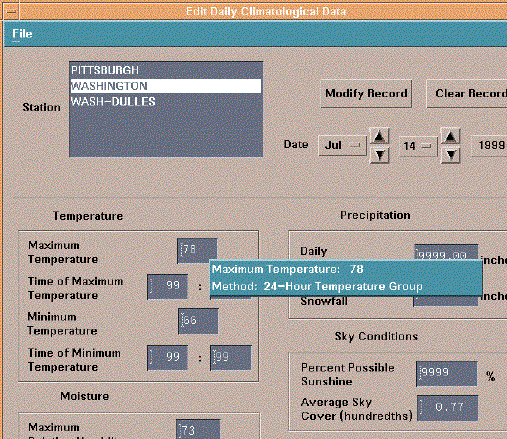 Edit Daily Climatological Data
File
Station
PITTSBURGH
WASHINGTON
WASH-DULLES
Modify Record
Clear Record
Date
Jul
14
1999
Temperature
Precipitation
Maximum
Temperature
78
Daily
9999.00
inche
Maximum Temperature: 78
Method: 24-Hour Temperature Group
Time of Maximum
Temperature
99
:
Snowfall
inche
Minimum
Temperature
66
Sky Conditions
Time of Minimum
Temperature
99
:
99
Percent Possible
Sunshine
9999
%
Average Sky
Cover (hundredths)
0.77
Moisture
Maximum
73